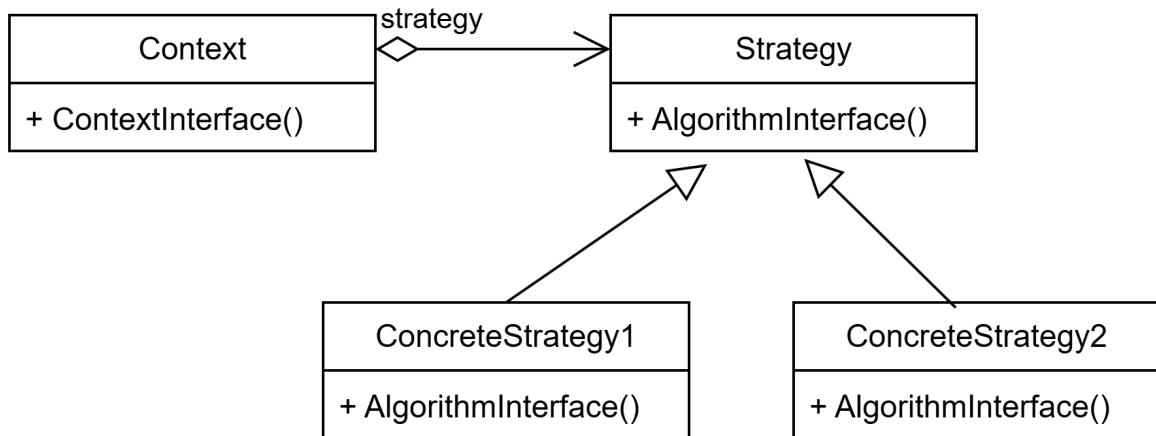 strategy
Context
+ ContextInterface()
Strategy
+ AlgorithmInterface()
ConcreteStrategy1
+ AlgorithmInterface()
ConcreteStrategy2
+ AlgorithmInterface()